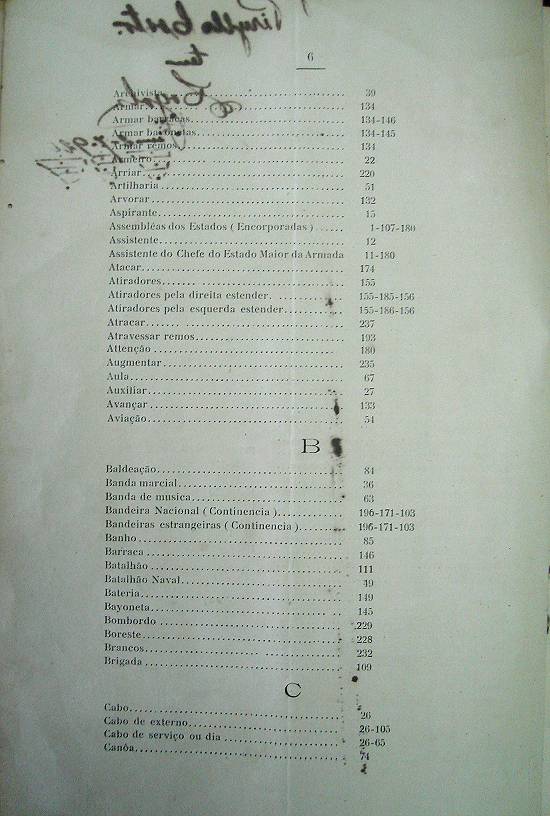 6
Archivista 39
Armar 134
Armar barracas 134-146
Armar baionetas 134-145
Armar remos 134
Armeiro 22
Arriar 220
Artilharia 51
Arvorar 132
Aspirante 15
Assembléas dos Estados ( Encorporadas ) 1-107-180
Assistente 12
Assistente do Chefe do Estado Maior da Armada 11-180
Atacar 174
Atiradores 155
Atiradores pela direita estender 155-185-156
Atiradores pela esquerda estender 155-186-156
Atracar 237
Atravessar remos 193
Attenção 180
Augmentar 235
Aula 67
Auxiliar 27
Avançar 133
Aviação 54
B
Baldeação 84
Banda marcial 36
Banda de musica 63
Bandeira Nacional ( Continencia ) 196-171-103
Bandeiras estrangeiras ( Continencia ) 196-171-103
Banho 85
Barraca 146
Batalhão 111
Batalhão Naval 49
Bateria 149
Bayoneta 145
Bombordo 229
Boreste 228
Brancos 232
Brigada 109
C
Cabo 26
Cabo de externo 26-105
Cabo de serviço ou dia 26-65
Canôa 74